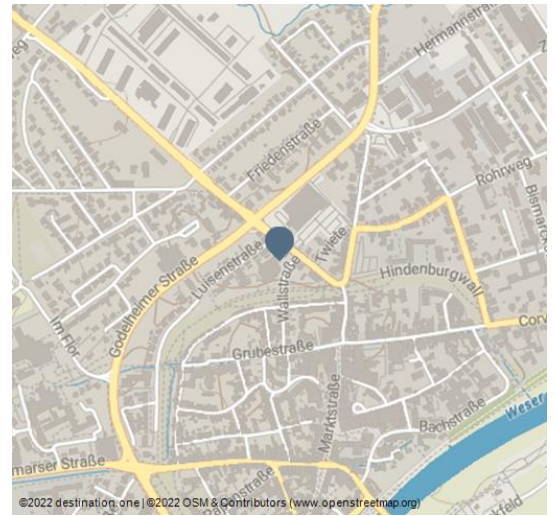 Hermannstraße
Friedenstraße
Rohrweg
Bismarck
Twiete
Luisenstraße
Wallstraße
Hindenburgwall
Godelheimer Straße
Im Flor
Grubestraße
Corv
Marktstraße
Bachstraße
Weser
marser Straße
©2022 destination.one | ©2022 OSM & Contributors (www.openstreetmap.org)